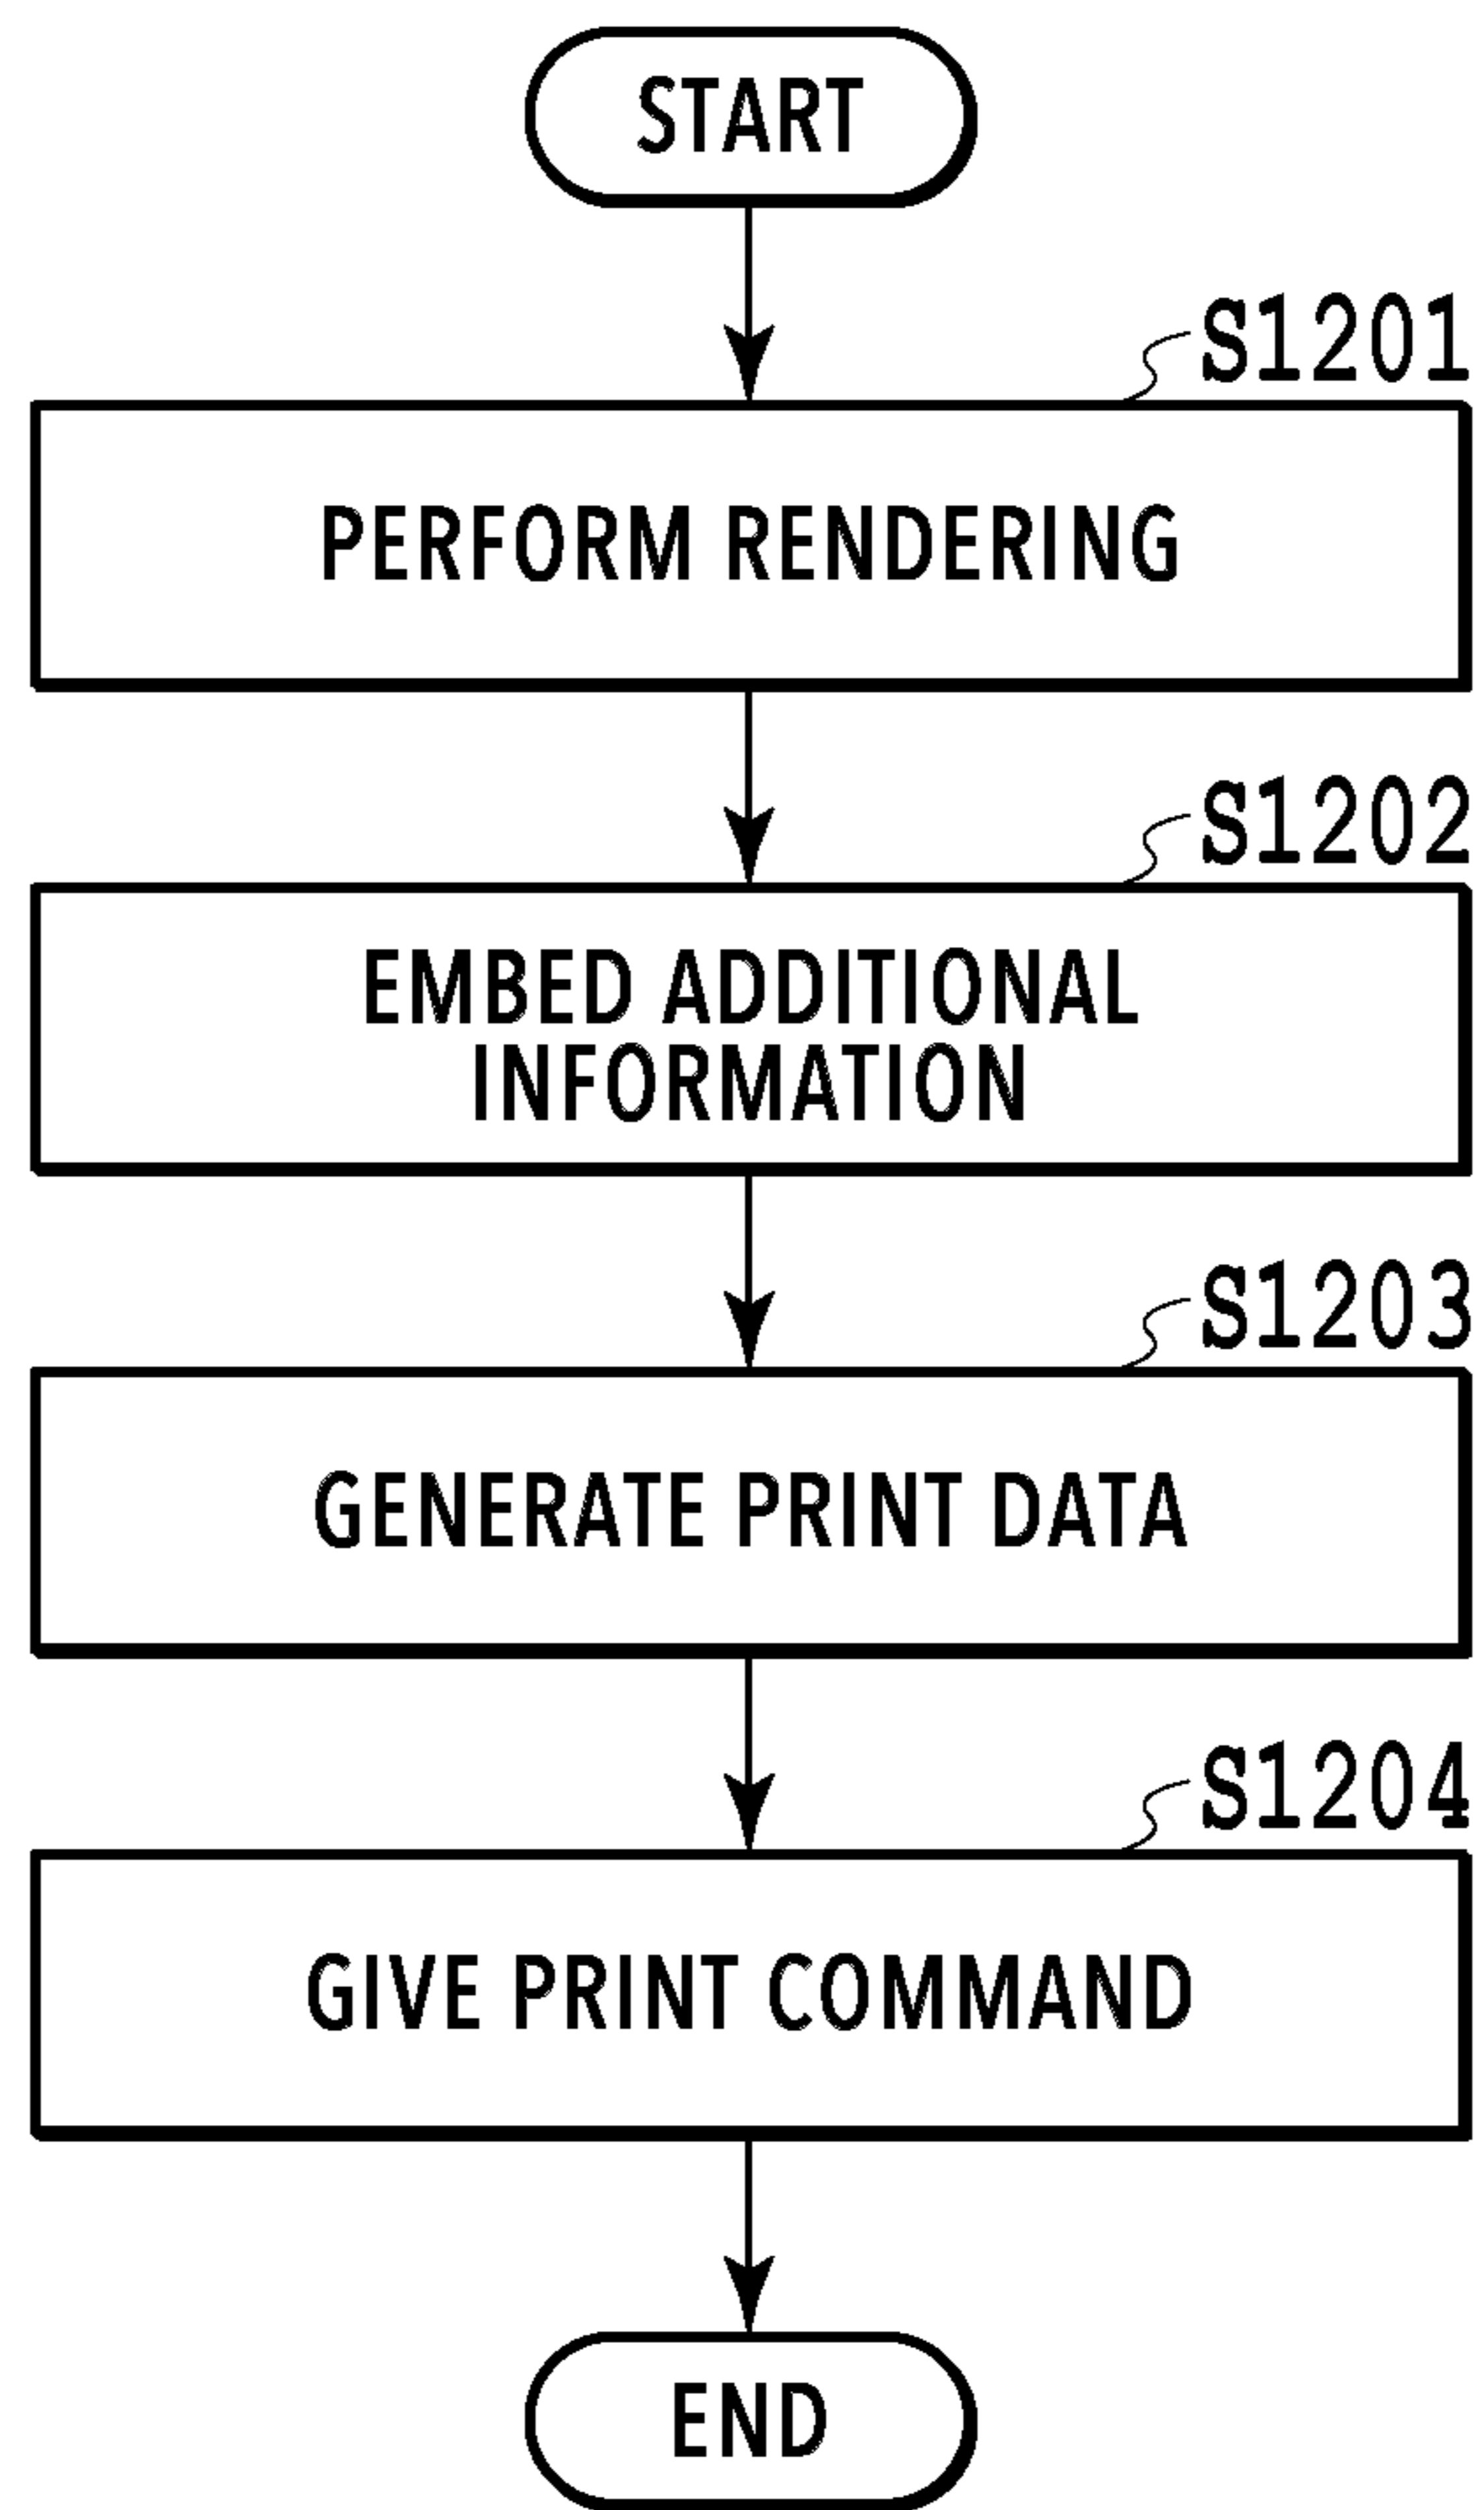 START
S1201
PERFORM RENDERING
S1202
EMBED ADDITIONAL
INFORMATION
S1203
GENERATE PRINT DATA
S1204
GIVE PRINT COMMAND
END